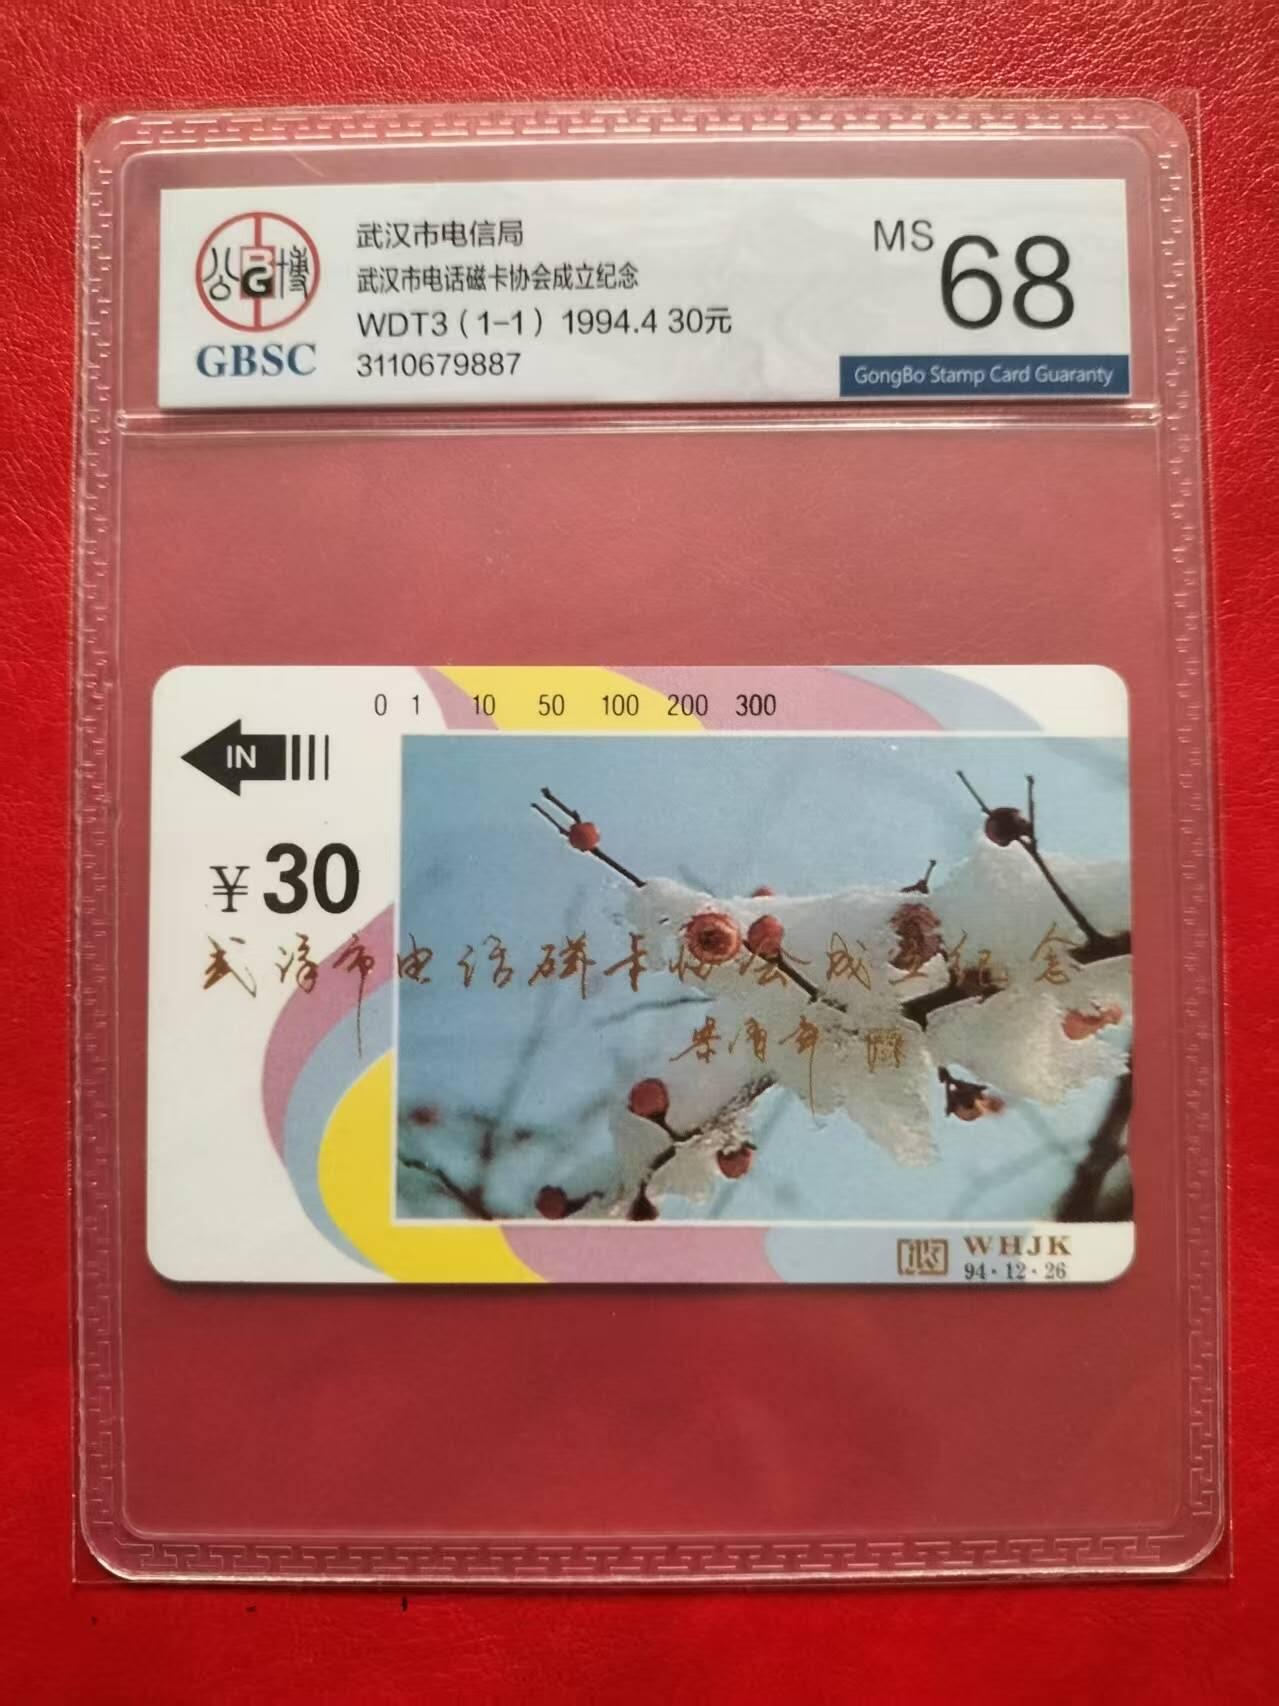 公博
BG
GBSC
武汉市电信局
武汉市电话磁卡协会成立纪念
WDT3（1-1）1994.4 30元
3110679887
MS 68
GongBo Stamp Card Guaranty
0 1 10 50 100 200 300
IN
¥30
武汉市电话磁卡协会成立纪念
WHJK
94·12·26